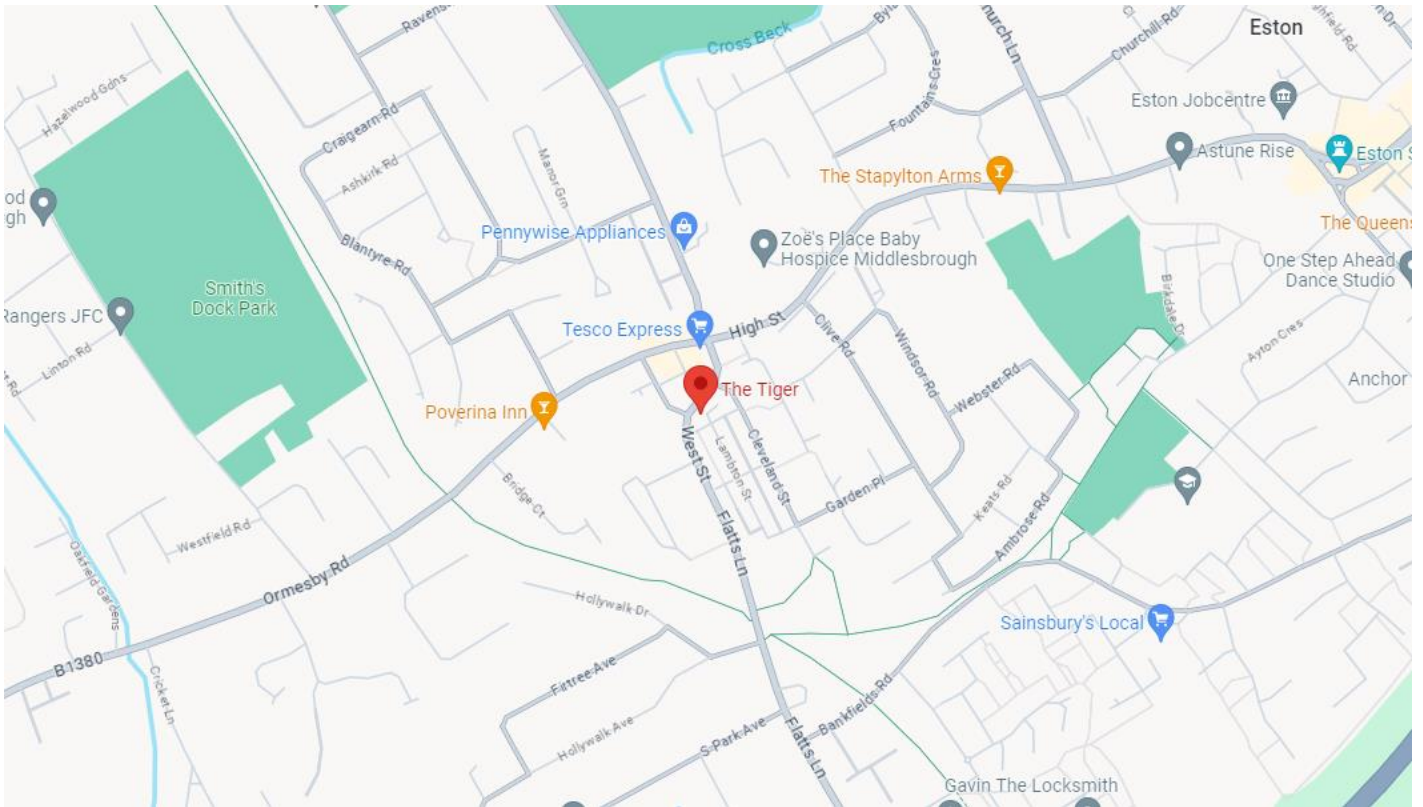 Ravens
Cross Beck
Church Ln
Churchill Rd
Eston
Hazelwood Gdns
Craigearn Rd
Fountains Cres
Eston Jobcentre
Ashkirk Rd
Manor Grn
Astune Rise
Eston S
The Stapylton Arms
The Queens
Blantyre Rd
Pennywise Appliances
Zoë's Place Baby
Hospice Middlesbrough
One Step Ahead
Dance Studio
Birkdale Dr
Smith's
Dock Park
Rangers JFC
Linton Rd
Tesco Express
High St
Clive Rd
Windsor Rd
Ayton Cres
Anchor
The Tiger
Poverina Inn
Webster Rd
West St
Lambton St
Cleveland St
Bridge Ct
Garden Pl
Keats Rd
Ambrose Rd
Westfield Rd
Flatts Ln
Oakfield Gardens
Ormesby Rd
Hollywalk Dr
Sainsbury's Local
B1380
Cricket Ln
Firtree Ave
Bankfields Rd
Hollywalk Ave
S Park Ave
Flatts Ln
Gavin The Locksmith